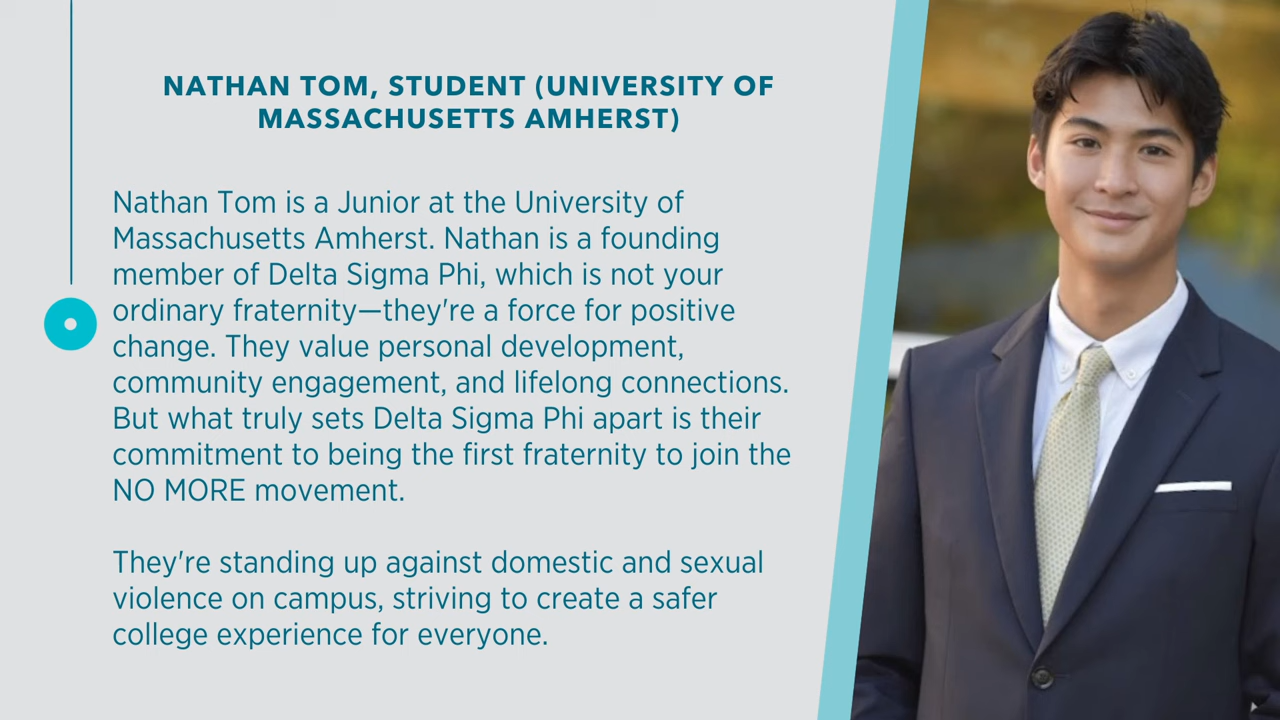 NATHAN TOM, STUDENT (UNIVERSITY OF
MASSACHUSETTS AMHERST)
Nathan Tom is a Junior at the University of
Massachusetts Amherst. Nathan is a founding
member of Delta Sigma Phi, which is not your
ordinary fraternity—they're a force for positive
change. They value personal development,
community engagement, and lifelong connections.
But what truly sets Delta Sigma Phi apart is their
commitment to being the first fraternity to join the
NO MORE movement.
They're standing up against domestic and sexual
violence on campus, striving to create a safer
college experience for everyone.